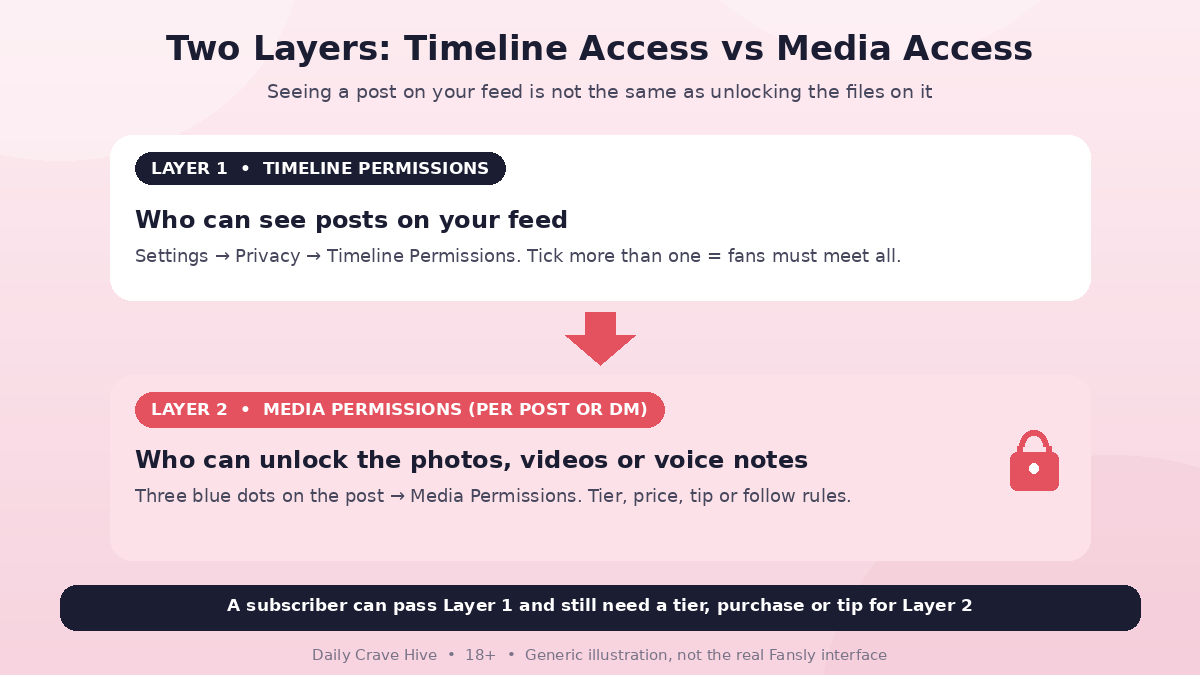 Two Layers: Timeline Access vs Media Access
Seeing a post on your feed is not the same as unlocking the files on it
LAYER 1 • TIMELINE PERMISSIONS
Who can see posts on your feed
Settings → Privacy → Timeline Permissions. Tick more than one = fans must meet all.
LAYER 2 • MEDIA PERMISSIONS (PER POST OR DM)
Who can unlock the photos, videos or voice notes
Three blue dots on the post → Media Permissions. Tier, price, tip or follow rules.
A subscriber can pass Layer 1 and still need a tier, purchase or tip for Layer 2
Daily Crave Hive • 18+ • Generic illustration, not the real Fansly interface